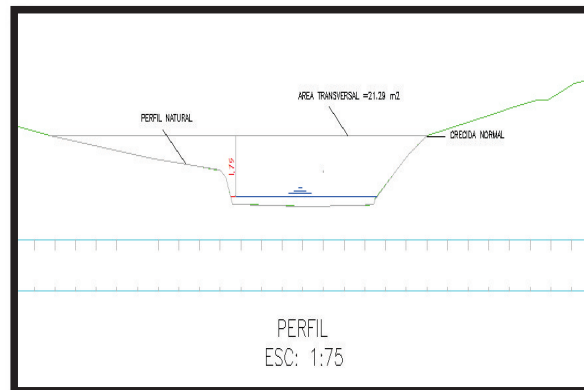 AREA TRANSVERSAL =21.29 m2
PERFIL NATURAL
CRECIDA NORMAL
1.75
PERFIL
ESC: 1:75